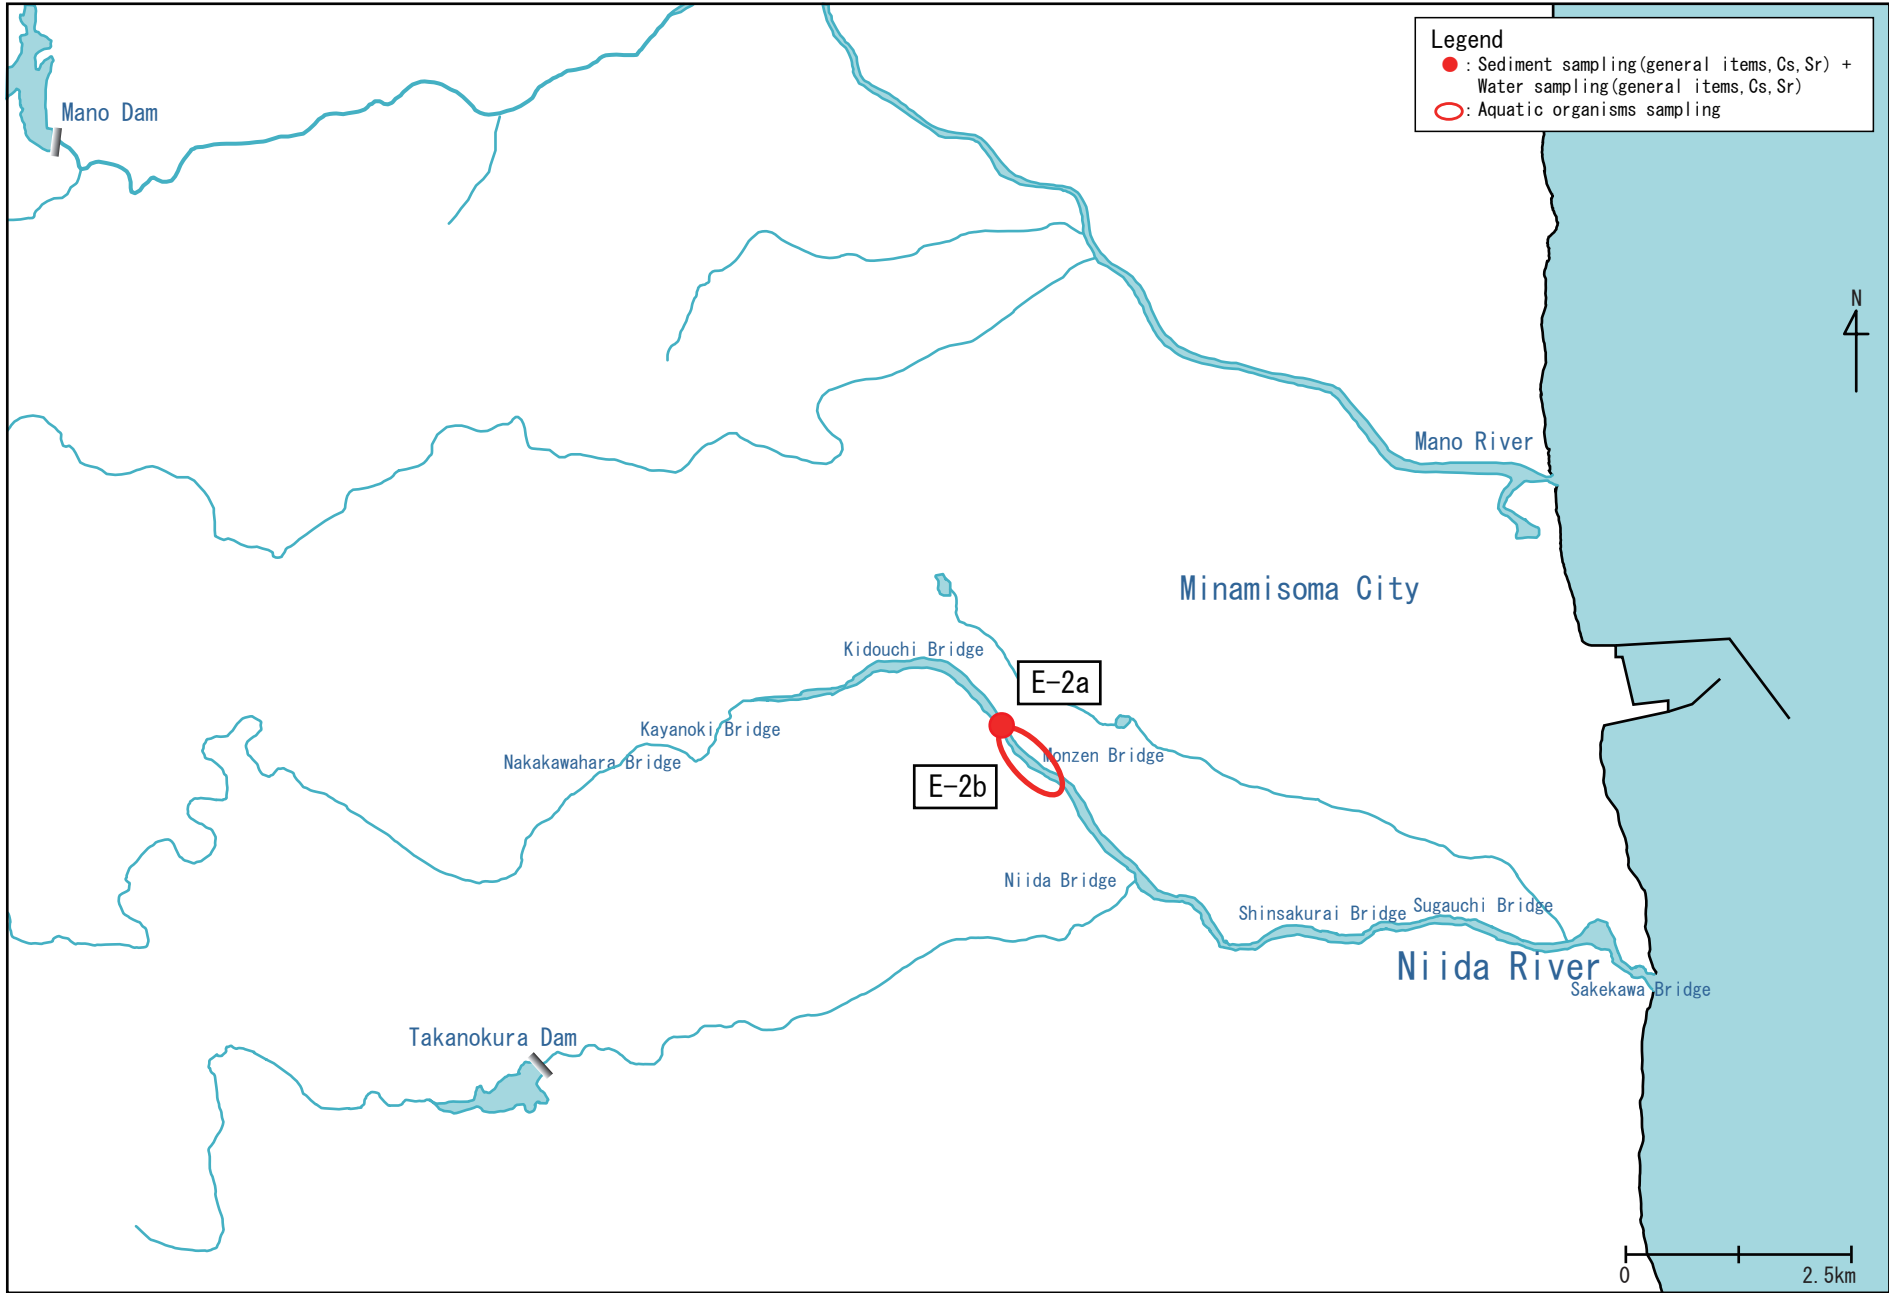 Legend
: Sediment sampling(general items,Cs,Sr) +
Water sampling(general items,Cs,Sr)
: Aquatic organisms sampling
Mano Dam
N
Mano River
Minamisoma City
Kidouchi Bridge
E-2a
Kayanoki Bridge
Monzen Bridge
Nakakawahara Bridge
E-2b
Niida Bridge
Sugauchi Bridge
Shinsakurai Bridge
Niida River
Sakekawa Bridge
Takanokura Dam
0
2.5km